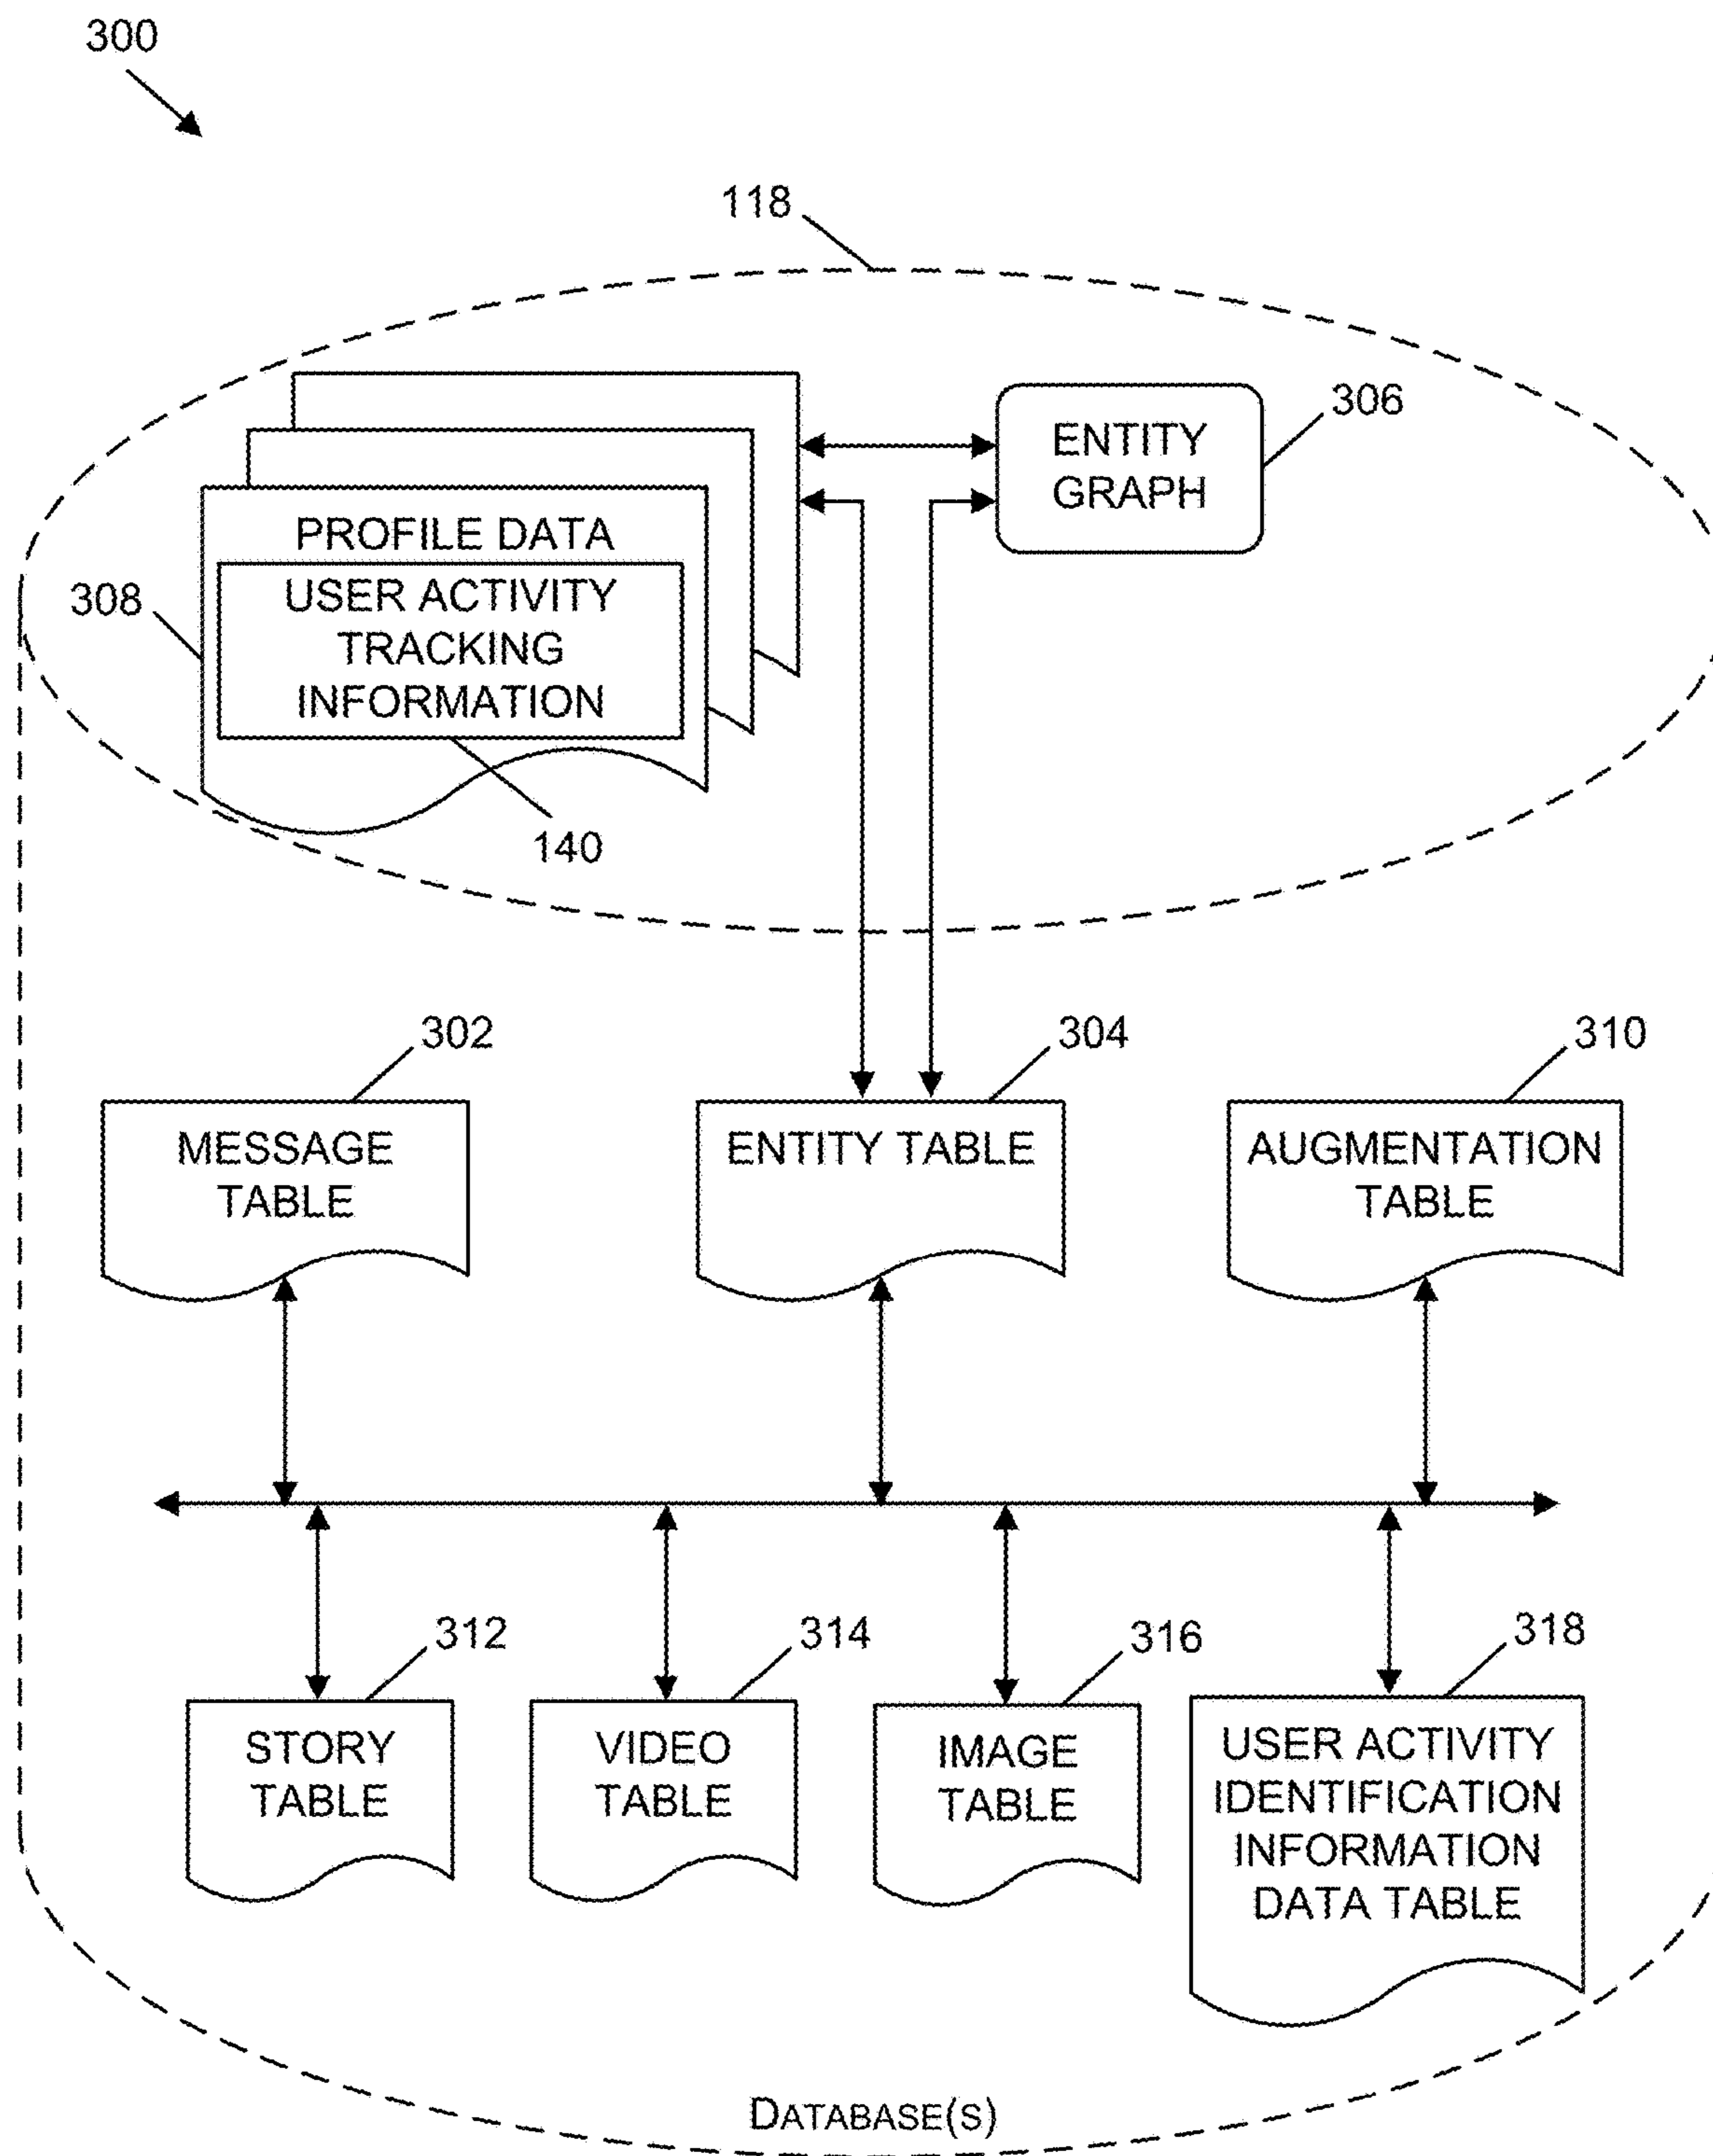 300
118
306
ENTITY
GRAPH
PROFILE DATA
USER ACTIVITY
TRACKING
INFORMATION
308
140
302
304
310
MESSAGE
TABLE
ENTITY TABLE
AUGMENTATION
TABLE
312
314
316
318
STORY
TABLE
VIDEO
TABLE
IMAGE
TABLE
USER ACTIVITY
IDENTIFICATION
INFORMATION
DATA TABLE
DATABASE(S)